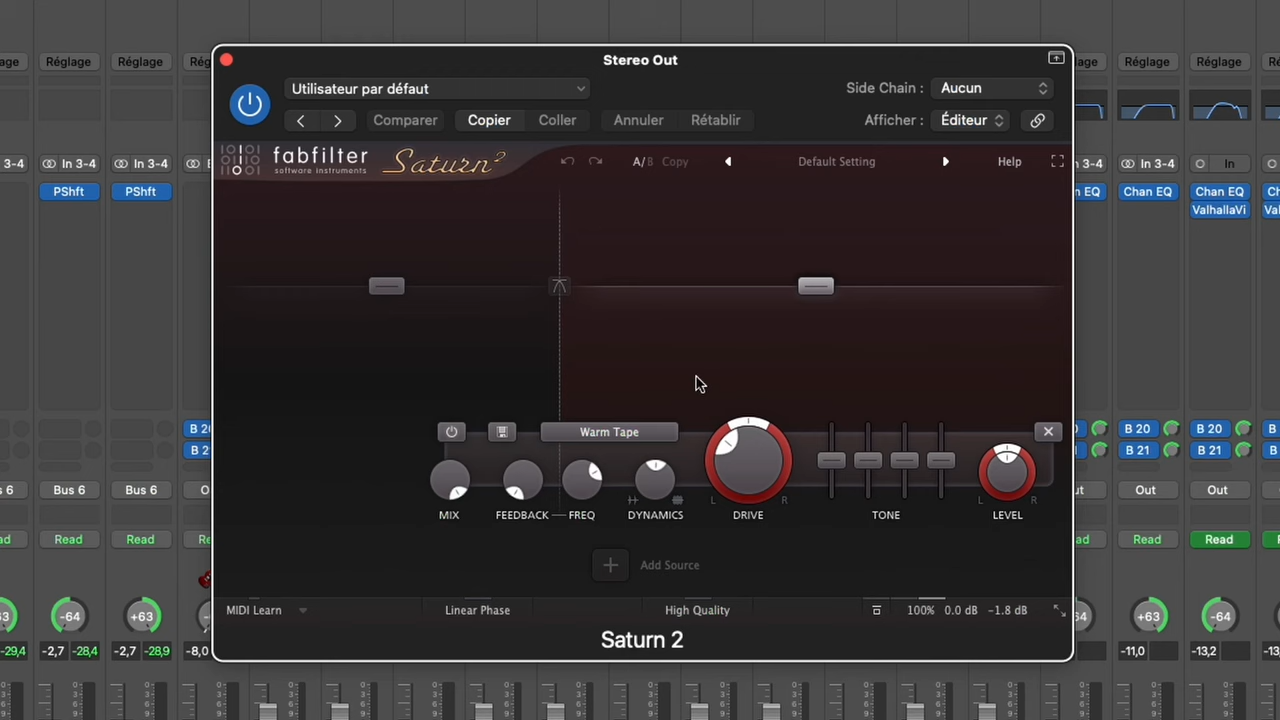 Stereo Out
Utilisateur par défaut
Side Chain : Aucun
Comparer Copier Coller Annuler Rétablir
Afficher : Éditeur
fabfilter
software instruments
Saturn 2
A/B Copy
Default Setting
Help
Warm Tape
L R
L R
MIX FEEDBACK FREQ DYNAMICS DRIVE TONE LEVEL
Add Source
MIDI Learn Linear Phase High Quality 100% 0.0 dB -1.8 dB
Saturn 2
Réglage Réglage
Réglage Réglage
3-4 In 3-4 In 3-4
3-4 In 3-4 In
PShft PShft
EQ Chan EQ Chan EQ
ValhallaVi
B 20 B 20 B 20
B 21 B 21 B 21
6 Bus 6 Bus 6
Out Out
Read Read
Read Read
-64 +63
+63 -64
-29,4 -2,7 -28,4 -2,7 -28,9 -8,0
-11,0 -13,2